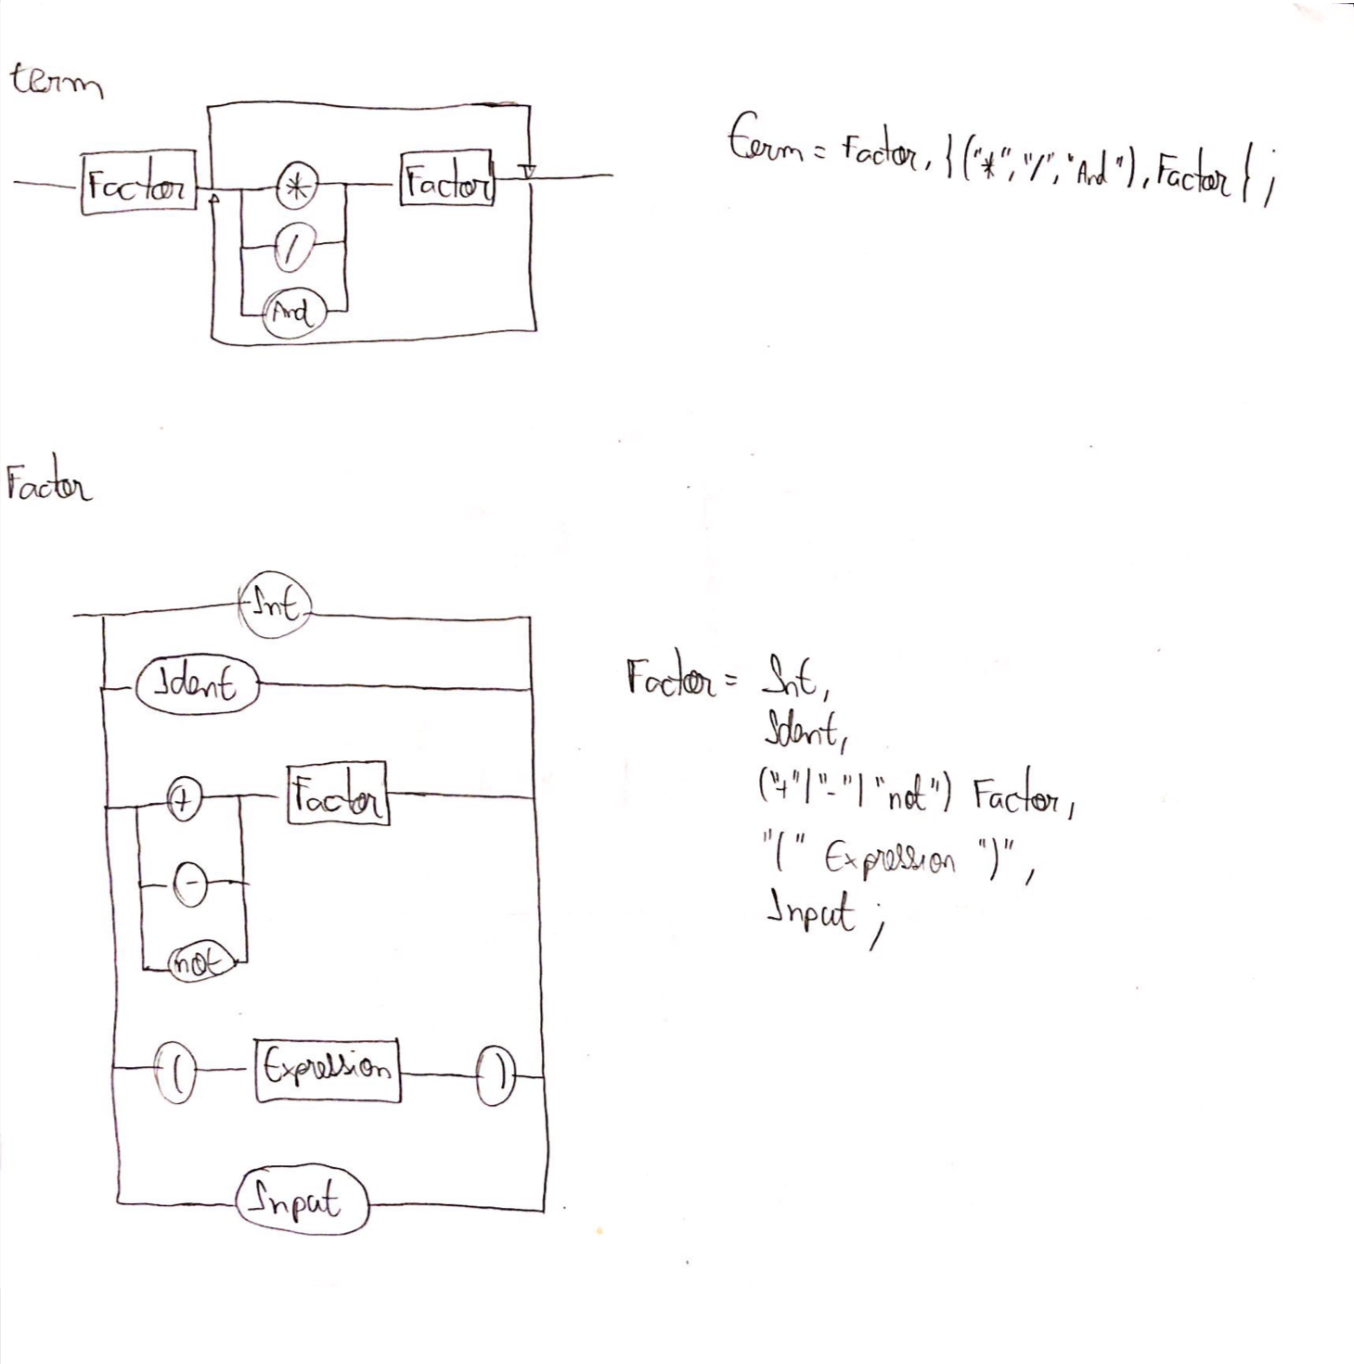 term
Factor * Factor
/
And
term = Factor, {("*", "/", "And"), Factor};
Factor
Int
Ident
+ Factor
-
not
( Expression )
Input
Factor = Int,
Ident,
("+"|"-"|"not") Factor,
"(" Expression ")",
Input;